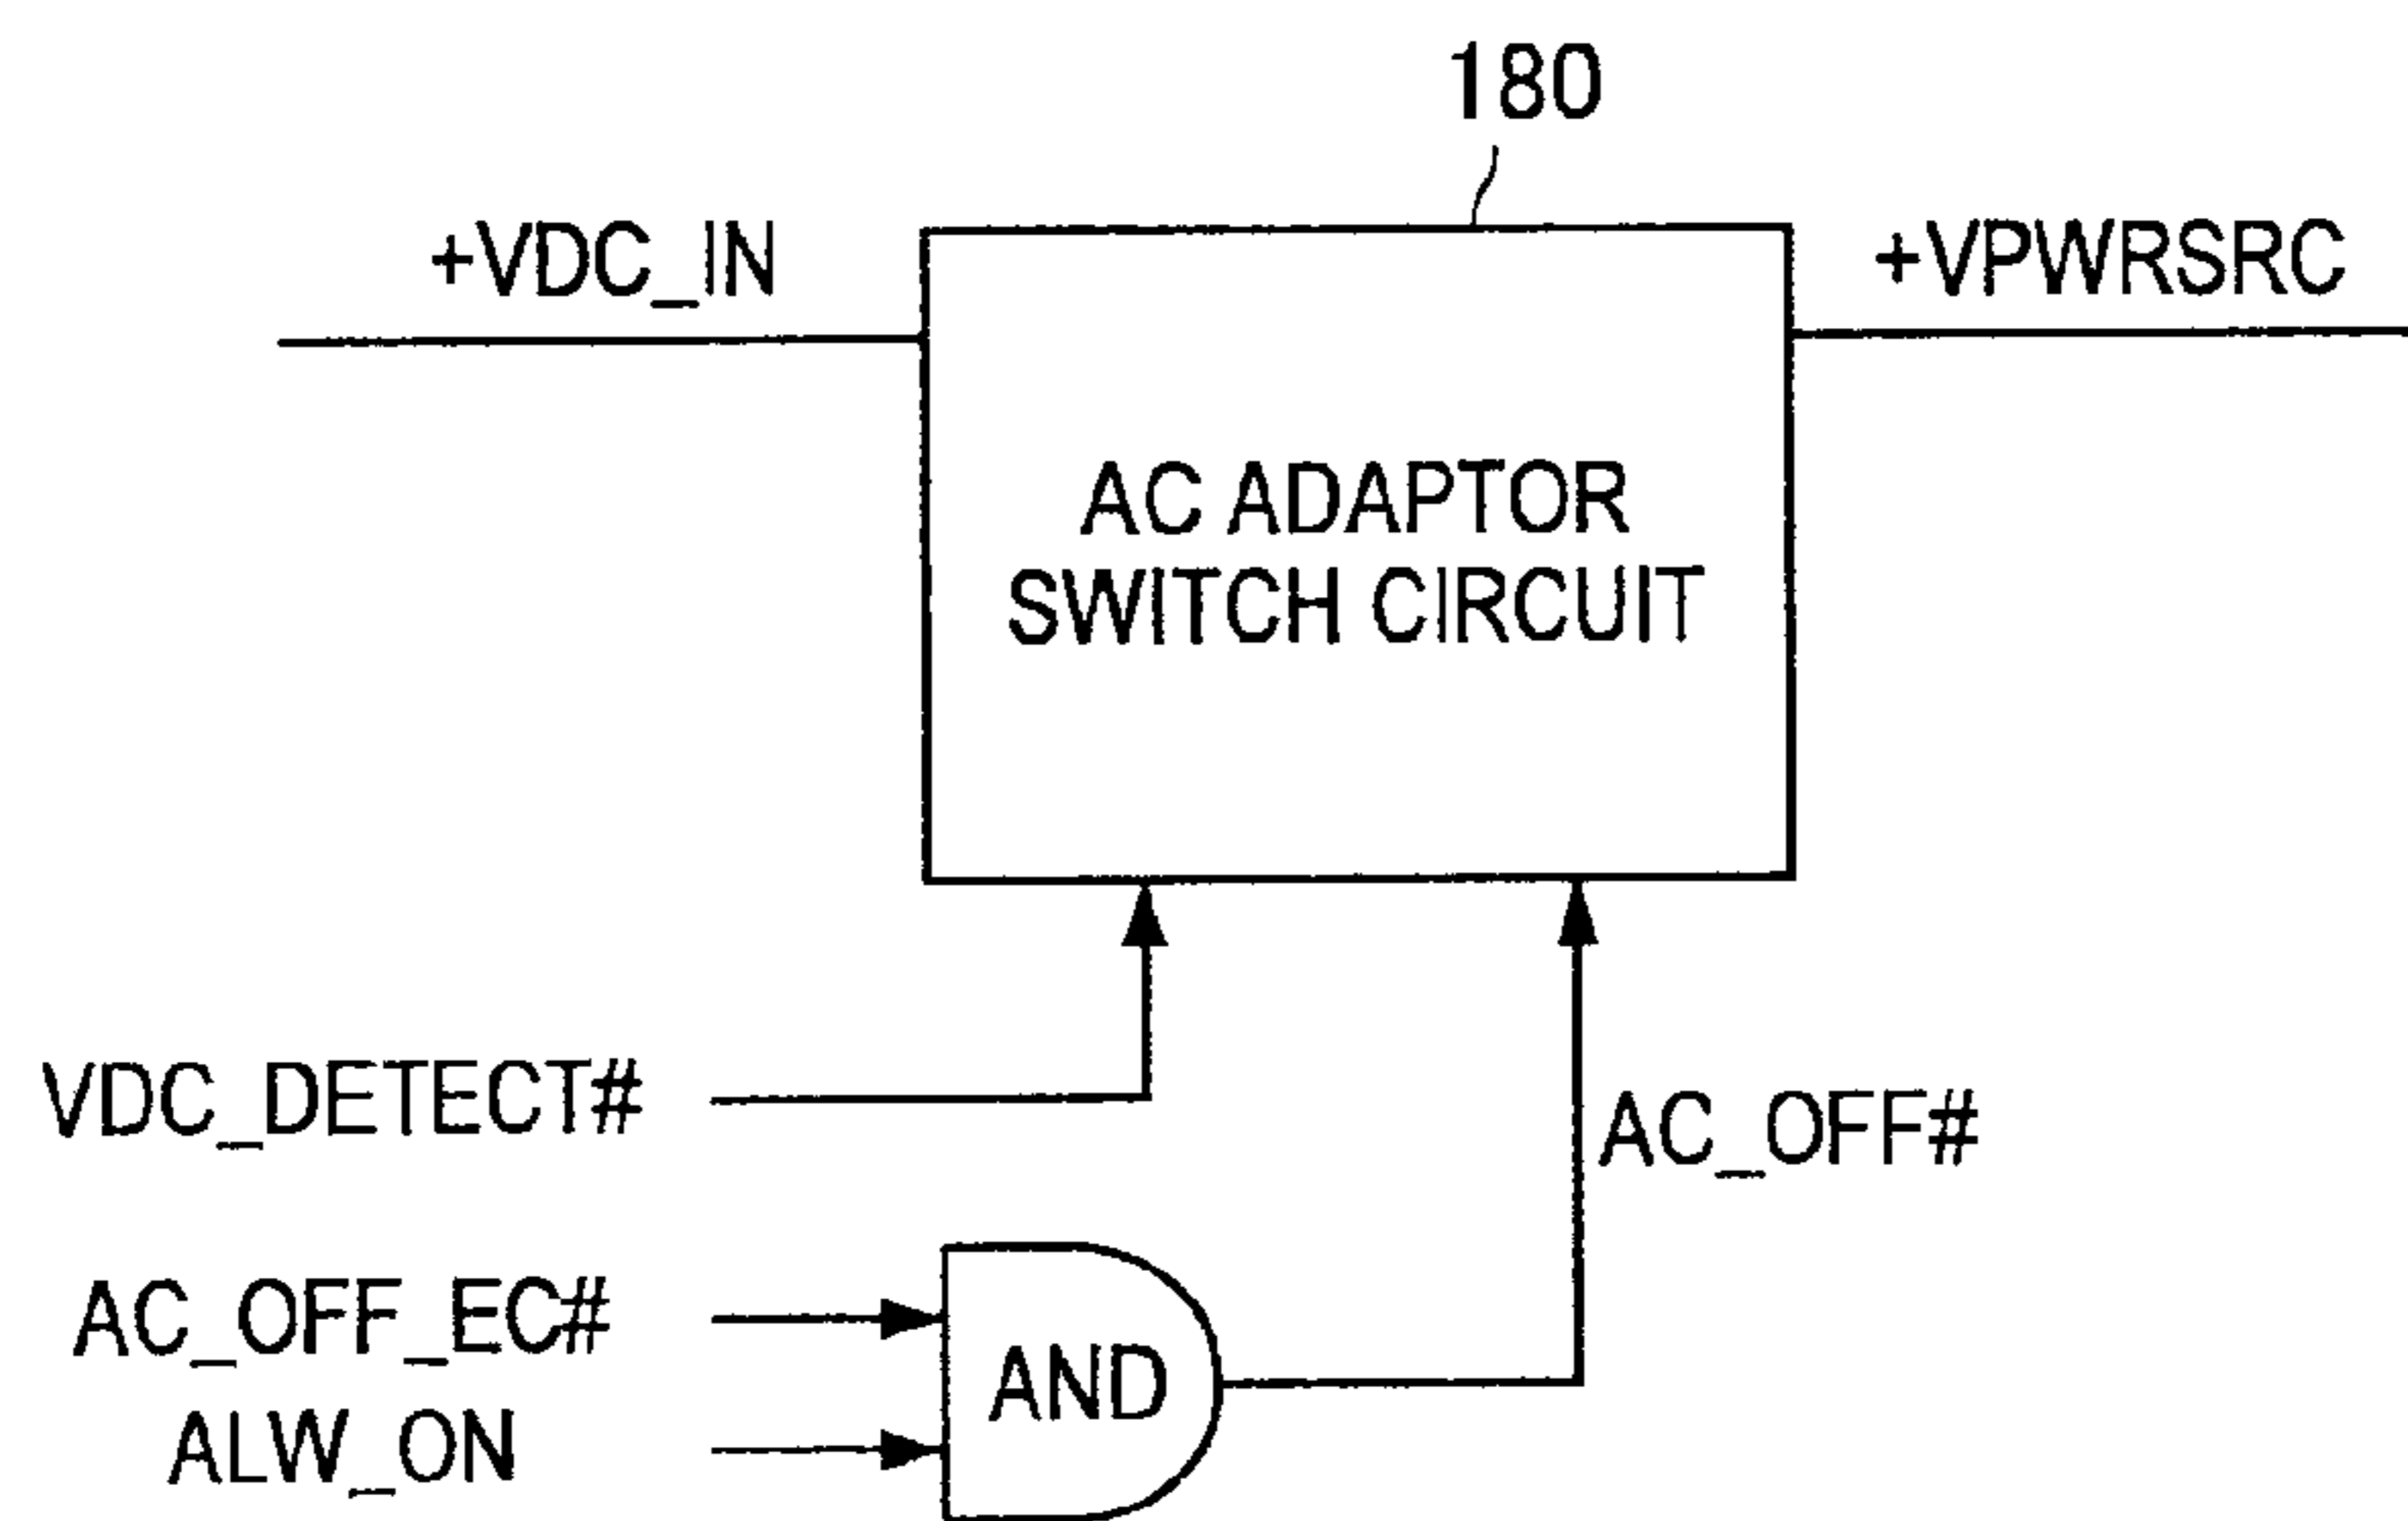 180
+VDC_IN
+VPWRSRC
AC ADAPTOR
SWITCH CIRCUIT
VDC_DETECT#
AC_OFF#
AC_OFF_EC#
AND
ALW_ON